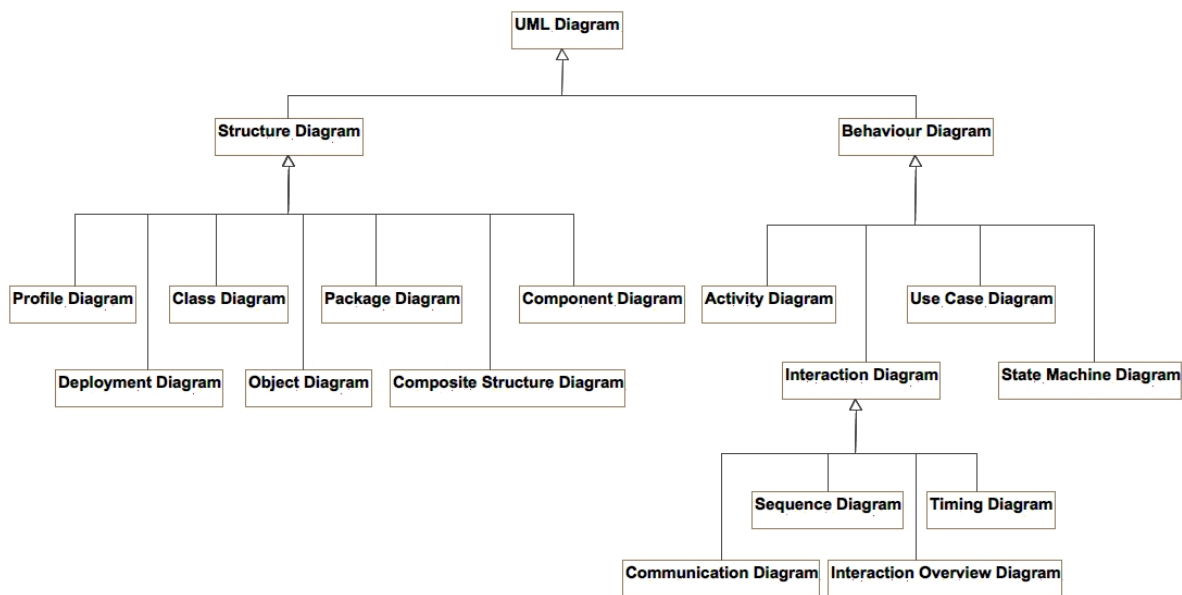 UML Diagram
Structure Diagram
Behaviour Diagram
Profile Diagram
Class Diagram
Package Diagram
Component Diagram
Activity Diagram
Use Case Diagram
Deployment Diagram
Object Diagram
Composite Structure Diagram
Interaction Diagram
State Machine Diagram
Sequence Diagram
Timing Diagram
Communication Diagram
Interaction Overview Diagram